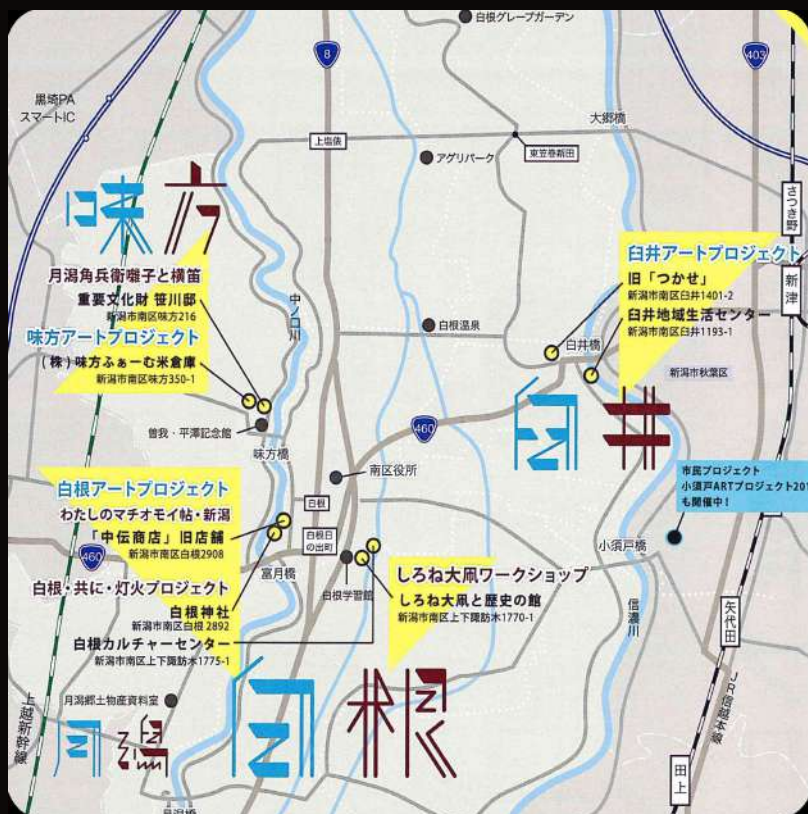 白根グレープガーデン
8
403
黒埼PA
スマートIC
大郷橋
上塩俵
アグリパーク
東笠巻新田
さつき野
味方
新津
月潟角兵衛囃子と横笛
重要文化財 笹川邸
新潟市南区味方216
味方アートプロジェクト
(株)味方ふぁーむ米倉庫
新潟市南区味方350-1
中ノ口川
臼井アートプロジェクト
旧「つかせ」
新潟市南区臼井1401-2
臼井地域生活センター
新潟市南区臼井1193-1
白根温泉
臼井橋
新潟市秋葉区
臼井
曽我・平澤記念館
味方橋
460
南区役所
市民プロジェクト
小須戸ARTプロジェクト201
も開催中!
白根アートプロジェクト
わたしのマチオモイ帖・新潟
「中伝商店」旧店舗
新潟市南区白根2908
白根
白根日
の出町
460
小須戸橋
白根・共に・灯火プロジェクト
白根神社
新潟市南区白根2892
白根カルチャーセンター
新潟市南区上下諏訪木1775-1
富月橋
白根学習館
しろね大凧ワークショップ
しろね大凧と歴史の館
新潟市南区上下諏訪木1770-1
信濃川
矢代田
上越新幹線
月潟郷土物産資料室
月潟
白根
JR信越本線
田上
月潟橋